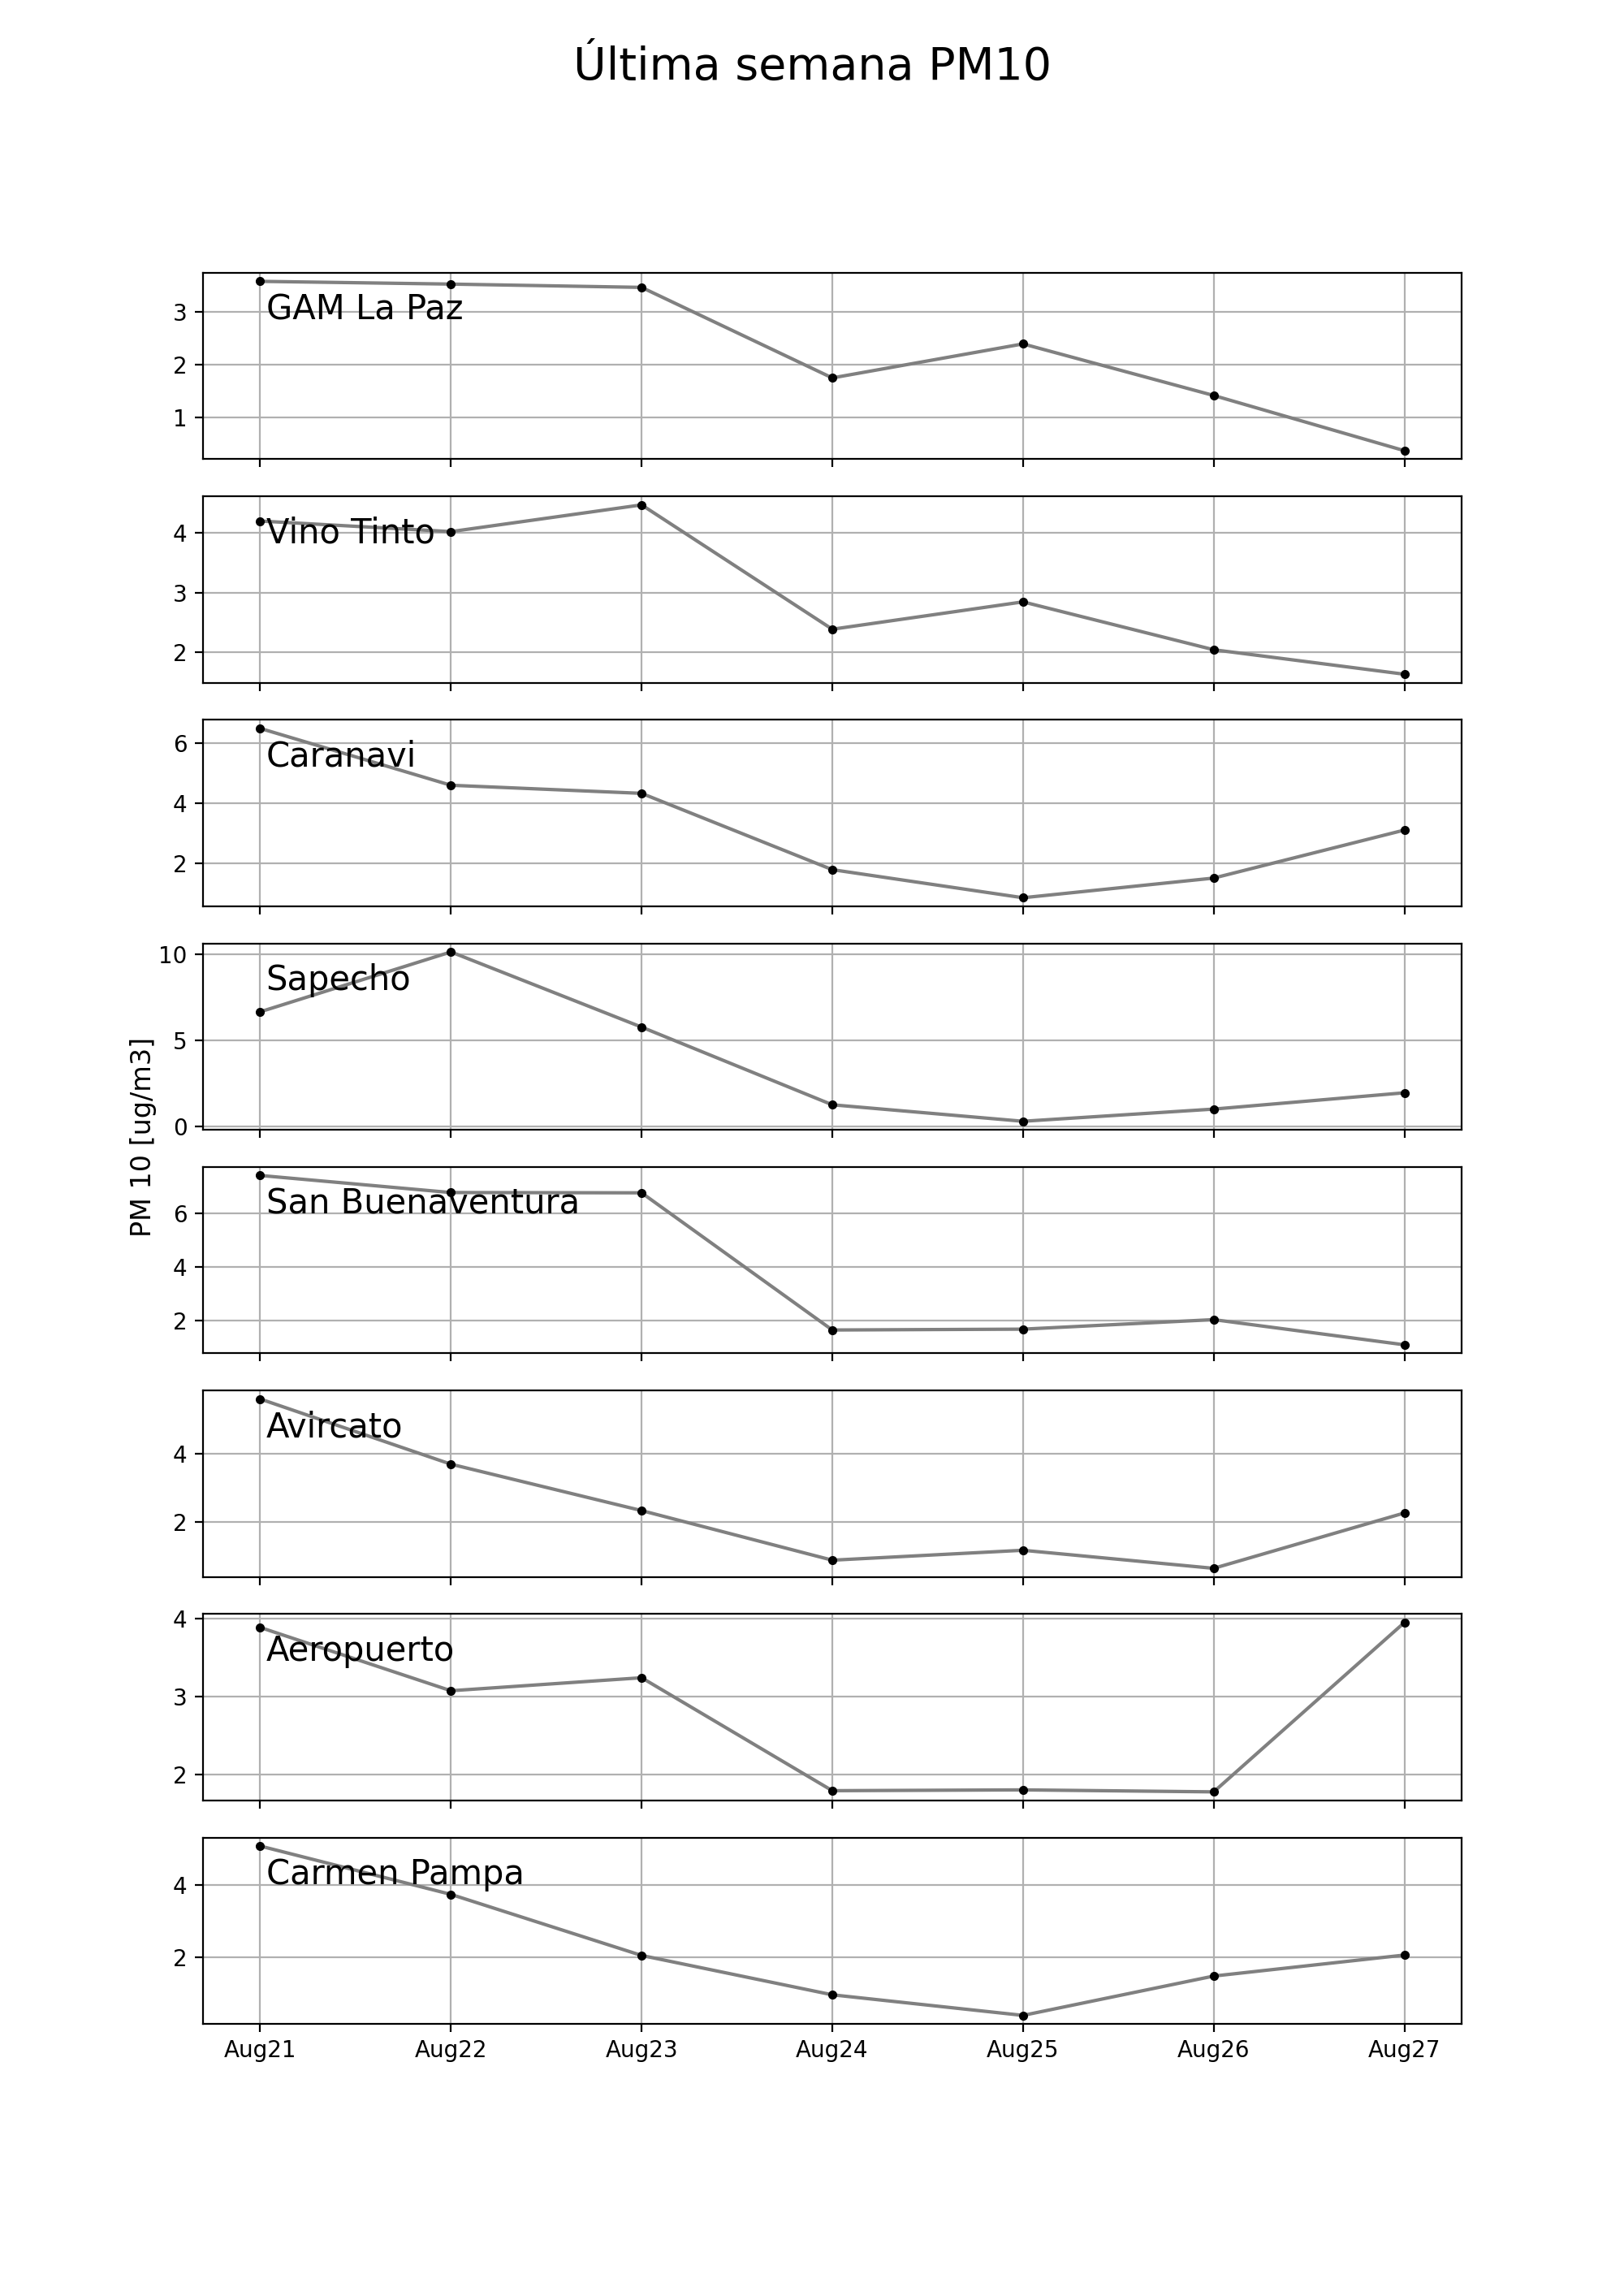 Última semana PM10
GAM La Paz
3
2
1
Vino Tinto
4
3
2
Caranavi
6
4
2
Sapecho
10
5
0
PM 10 [ug/m3]
San Buenaventura
6
4
2
Avircato
4
2
Aeropuerto
4
3
2
Carmen Pampa
4
2
Aug21 Aug22 Aug23 Aug24 Aug25 Aug26 Aug27